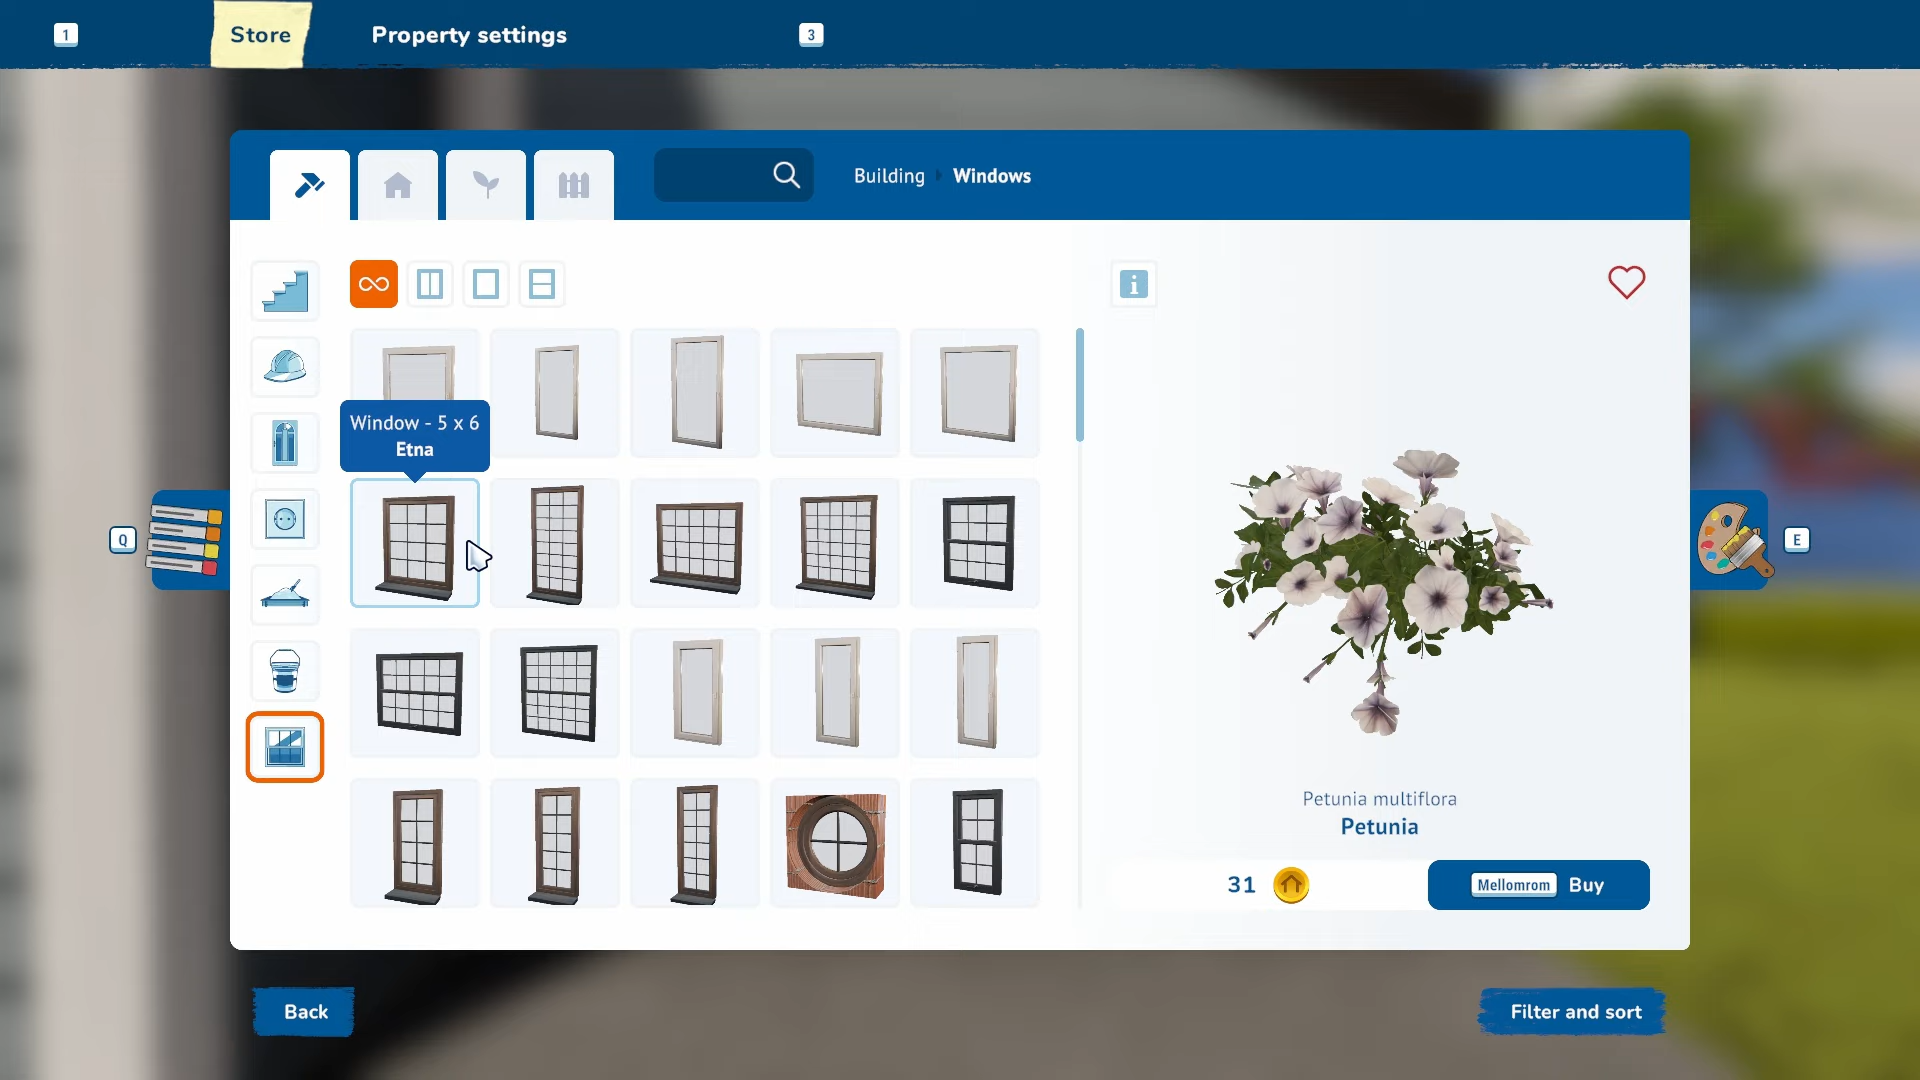 1
Store
Property settings
3
Building
Windows
i
Window - 5 x 6
Etna
Q
E
Petunia multiflora
Petunia
31
Mellomrom
Buy
Back
Filter and sort